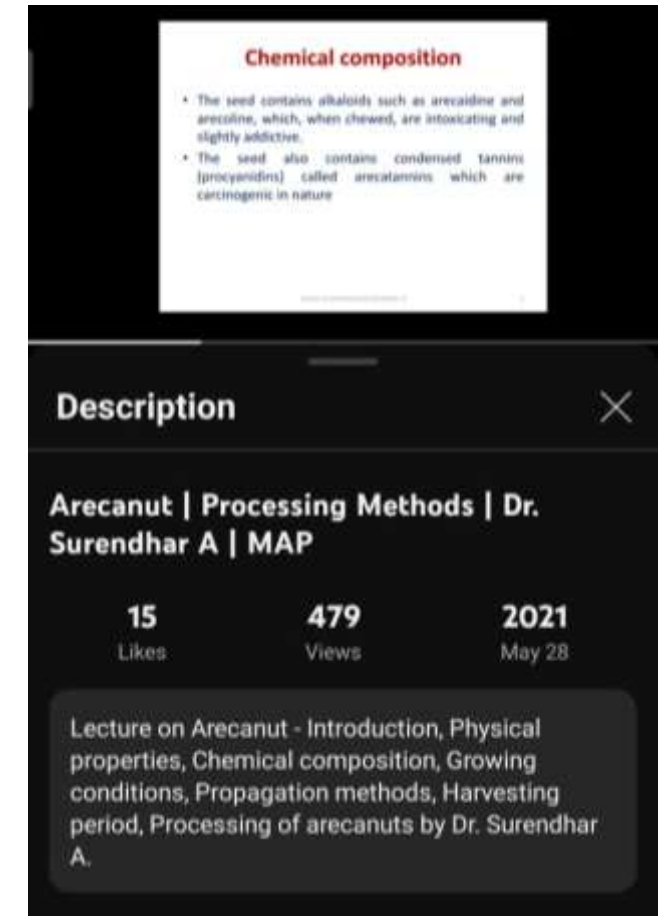 Chemical composition
• The seed contains alkaloids such as arecaidine and
arecoline, which, when chewed, are intoxicating and
slightly addictive.
• The seed also contains condensed tannins
(procyanidins) called arecatannins which are
carcinogenic in nature
Description
Arecanut | Processing Methods | Dr.
Surendhar A | MAP
15
Likes
479
Views
2021
May 28
Lecture on Arecanut - Introduction, Physical
properties, Chemical composition, Growing
conditions, Propagation methods, Harvesting
period, Processing of arecanuts by Dr. Surendhar
A.